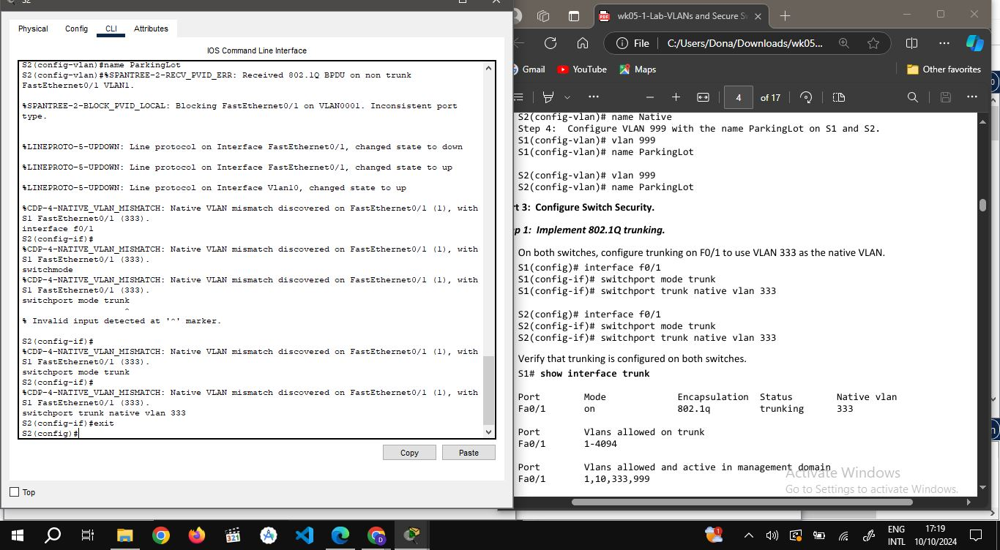 S2
Physical Config CLI Attributes
IOS Command Line Interface
S2(config-vlan)#name ParkingLot
S2(config-vlan)#%SPANTREE-2-RECV_PVID_ERR: Received 802.1Q BPDU on non trunk
FastEthernet0/1 VLAN1.
%SPANTREE-2-BLOCK_PVID_LOCAL: Blocking FastEthernet0/1 on VLAN0001. Inconsistent port
type.
%LINEPROTO-5-UPDOWN: Line protocol on Interface FastEthernet0/1, changed state to down
%LINEPROTO-5-UPDOWN: Line protocol on Interface FastEthernet0/1, changed state to up
%LINEPROTO-5-UPDOWN: Line protocol on Interface Vlan10, changed state to up
%CDP-4-NATIVE_VLAN_MISMATCH: Native VLAN mismatch discovered on FastEthernet0/1 (1), with
S1 FastEthernet0/1 (333).
interface f0/1
S2(config-if)#
%CDP-4-NATIVE_VLAN_MISMATCH: Native VLAN mismatch discovered on FastEthernet0/1 (1), with
S1 FastEthernet0/1 (333).
switchmode
%CDP-4-NATIVE_VLAN_MISMATCH: Native VLAN mismatch discovered on FastEthernet0/1 (1), with
S1 FastEthernet0/1 (333).
switchport mode trunk
^
% Invalid input detected at '^' marker.
S2(config-if)#
%CDP-4-NATIVE_VLAN_MISMATCH: Native VLAN mismatch discovered on FastEthernet0/1 (1), with
S1 FastEthernet0/1 (333).
switchport mode trunk
S2(config-if)#
%CDP-4-NATIVE_VLAN_MISMATCH: Native VLAN mismatch discovered on FastEthernet0/1 (1), with
S1 FastEthernet0/1 (333).
switchport trunk native vlan 333
S2(config-if)#exit
S2(config)#
Copy Paste
Top
wk05-1-Lab-VLANs and Secure S
File C:/Users/Dona/Downloads/wk05...
Gmail YouTube Maps Other favorites
4 of 17
S2(config-vlan)# name Native
Step 4: Configure VLAN 999 with the name ParkingLot on S1 and S2.
S1(config-vlan)# vlan 999
S1(config-vlan)# name ParkingLot
S2(config-vlan)# vlan 999
S2(config-vlan)# name ParkingLot
rt 3: Configure Switch Security.
p 1: Implement 802.1Q trunking.
On both switches, configure trunking on F0/1 to use VLAN 333 as the native VLAN.
S1(config)# interface f0/1
S1(config-if)# switchport mode trunk
S1(config-if)# switchport trunk native vlan 333
S2(config)# interface f0/1
S2(config-if)# switchport mode trunk
S2(config-if)# switchport trunk native vlan 333
Verify that trunking is configured on both switches.
S1# show interface trunk
Port Mode Encapsulation Status Native vlan
Fa0/1 on 802.1q trunking 333
Port Vlans allowed on trunk
Fa0/1 1-4094
Port Vlans allowed and active in management domain
Fa0/1 1,10,333,999
Activate Windows
Go to Settings to activate Windows.
ENG
INTL
17:19
10/10/2024